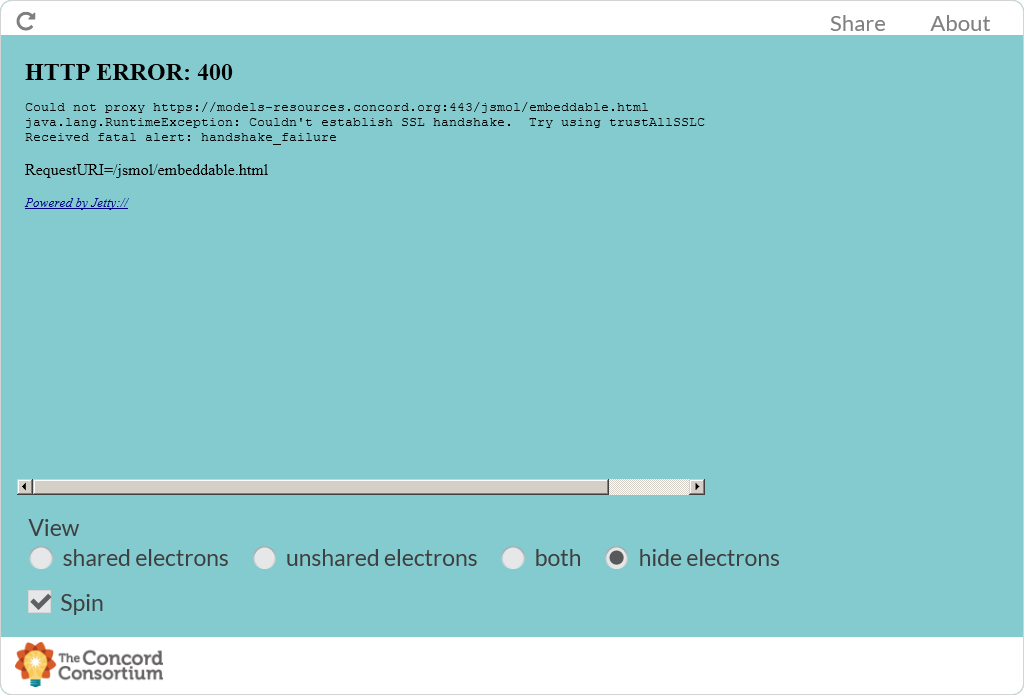 Share About
HTTP ERROR: 400
Could not proxy https://models-resources.concord.org:443/jsmol/embeddable.html
java.lang.RuntimeException: Couldn't establish SSL handshake.  Try using trustAllSSLC
Received fatal alert: handshake_failure
RequestURI=/jsmol/embeddable.html
Powered by Jetty://
View
shared electrons unshared electrons both hide electrons
Spin
The Concord
Consortium